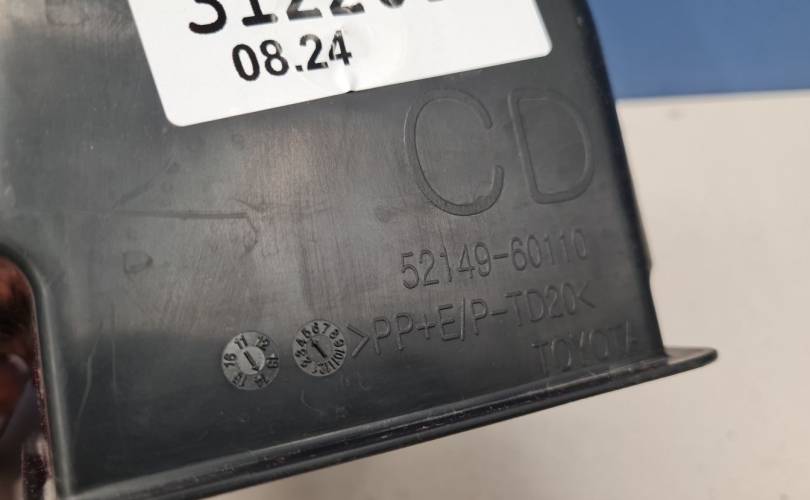 08.24
CD
52149-60110
>PP+E/P-TD20<
TOYOTA